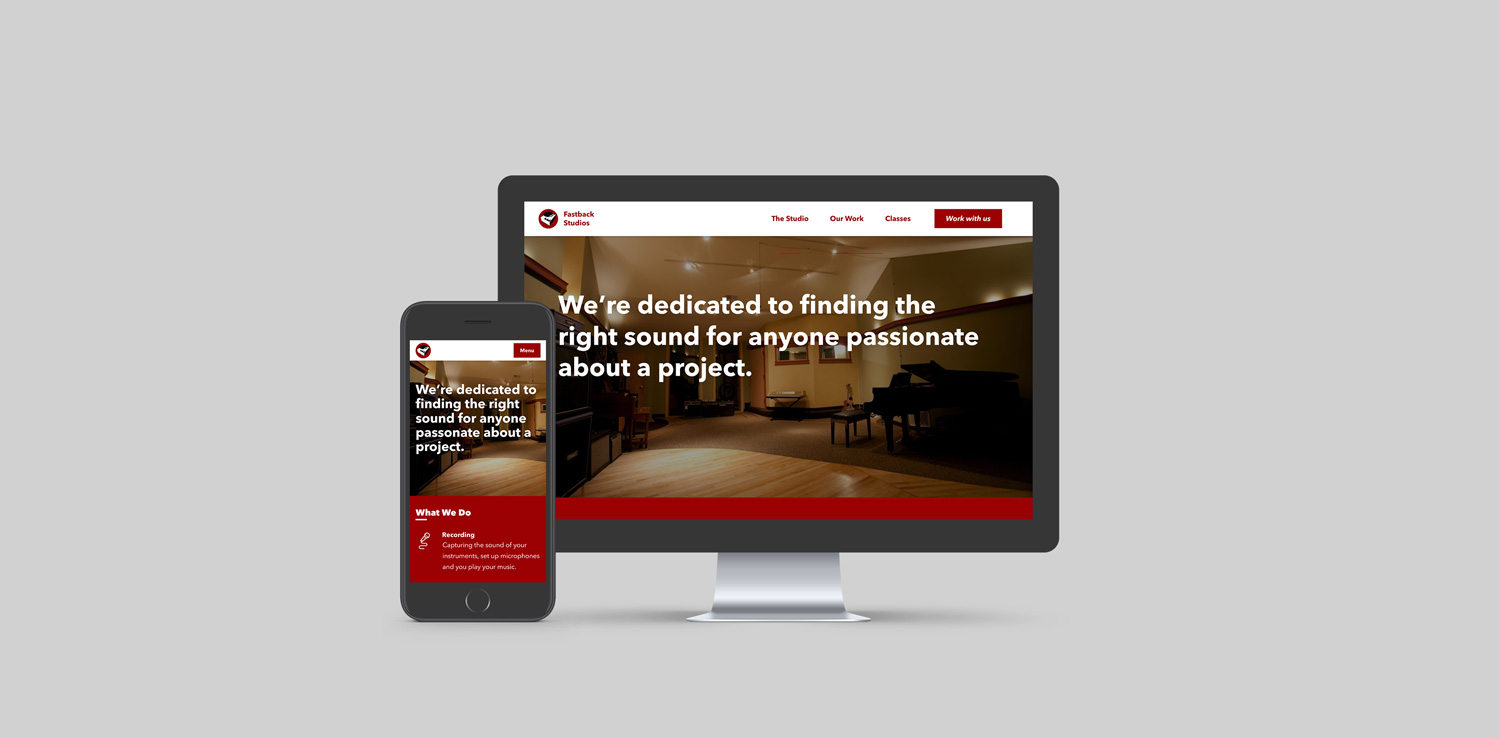 Fastback
Studios
The Studio
Our Work
Classes
Work with us
We’re dedicated to finding the
right sound for anyone passionate
about a project.
Menu
We’re dedicated to
finding the right
sound for anyone
passonate about a
project.
What We Do
Recording
Capturing the sound of your
instruments, set up microphones
and you play your music.